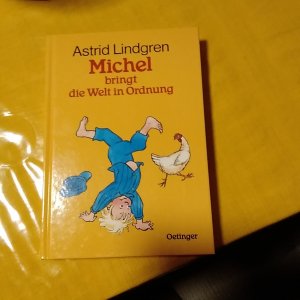 Astrid Lindgren
Michel
bringt
die Welt in Ordnung
Oetinger